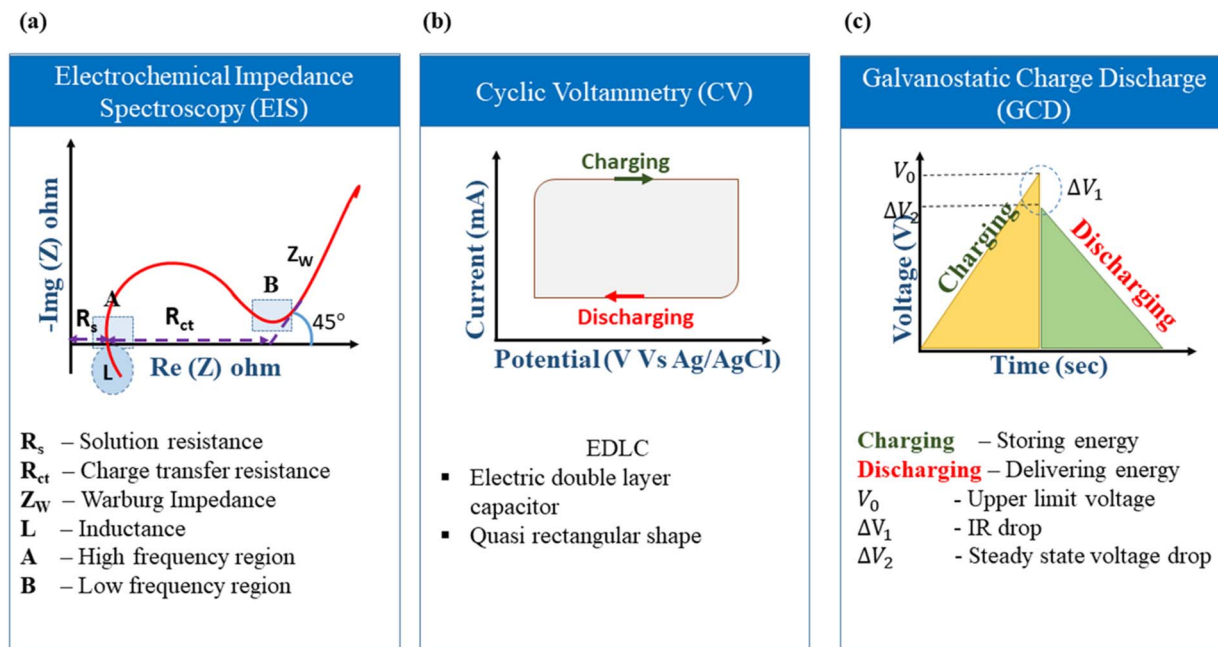 (a)
Electrochemical Impedance
Spectroscopy (EIS)
-Img (Z) ohm
A
B
Z_W
R_s
R_ct
45°
L
Re (Z) ohm
R_s – Solution resistance
R_ct – Charge transfer resistance
Z_W – Warburg Impedance
L – Inductance
A – High frequency region
B – Low frequency region
(b)
Cyclic Voltammetry (CV)
Current (mA)
Charging
Discharging
Potential (V Vs Ag/AgCl)
EDLC
▪ Electric double layer
capacitor
▪ Quasi rectangular shape
(c)
Galvanostatic Charge Discharge
(GCD)
V_0
ΔV_1
ΔV_2
Voltage (V)
Charging
Discharging
Time (sec)
Charging – Storing energy
Discharging – Delivering energy
V_0 - Upper limit voltage
ΔV_1 - IR drop
ΔV_2 - Steady state voltage drop